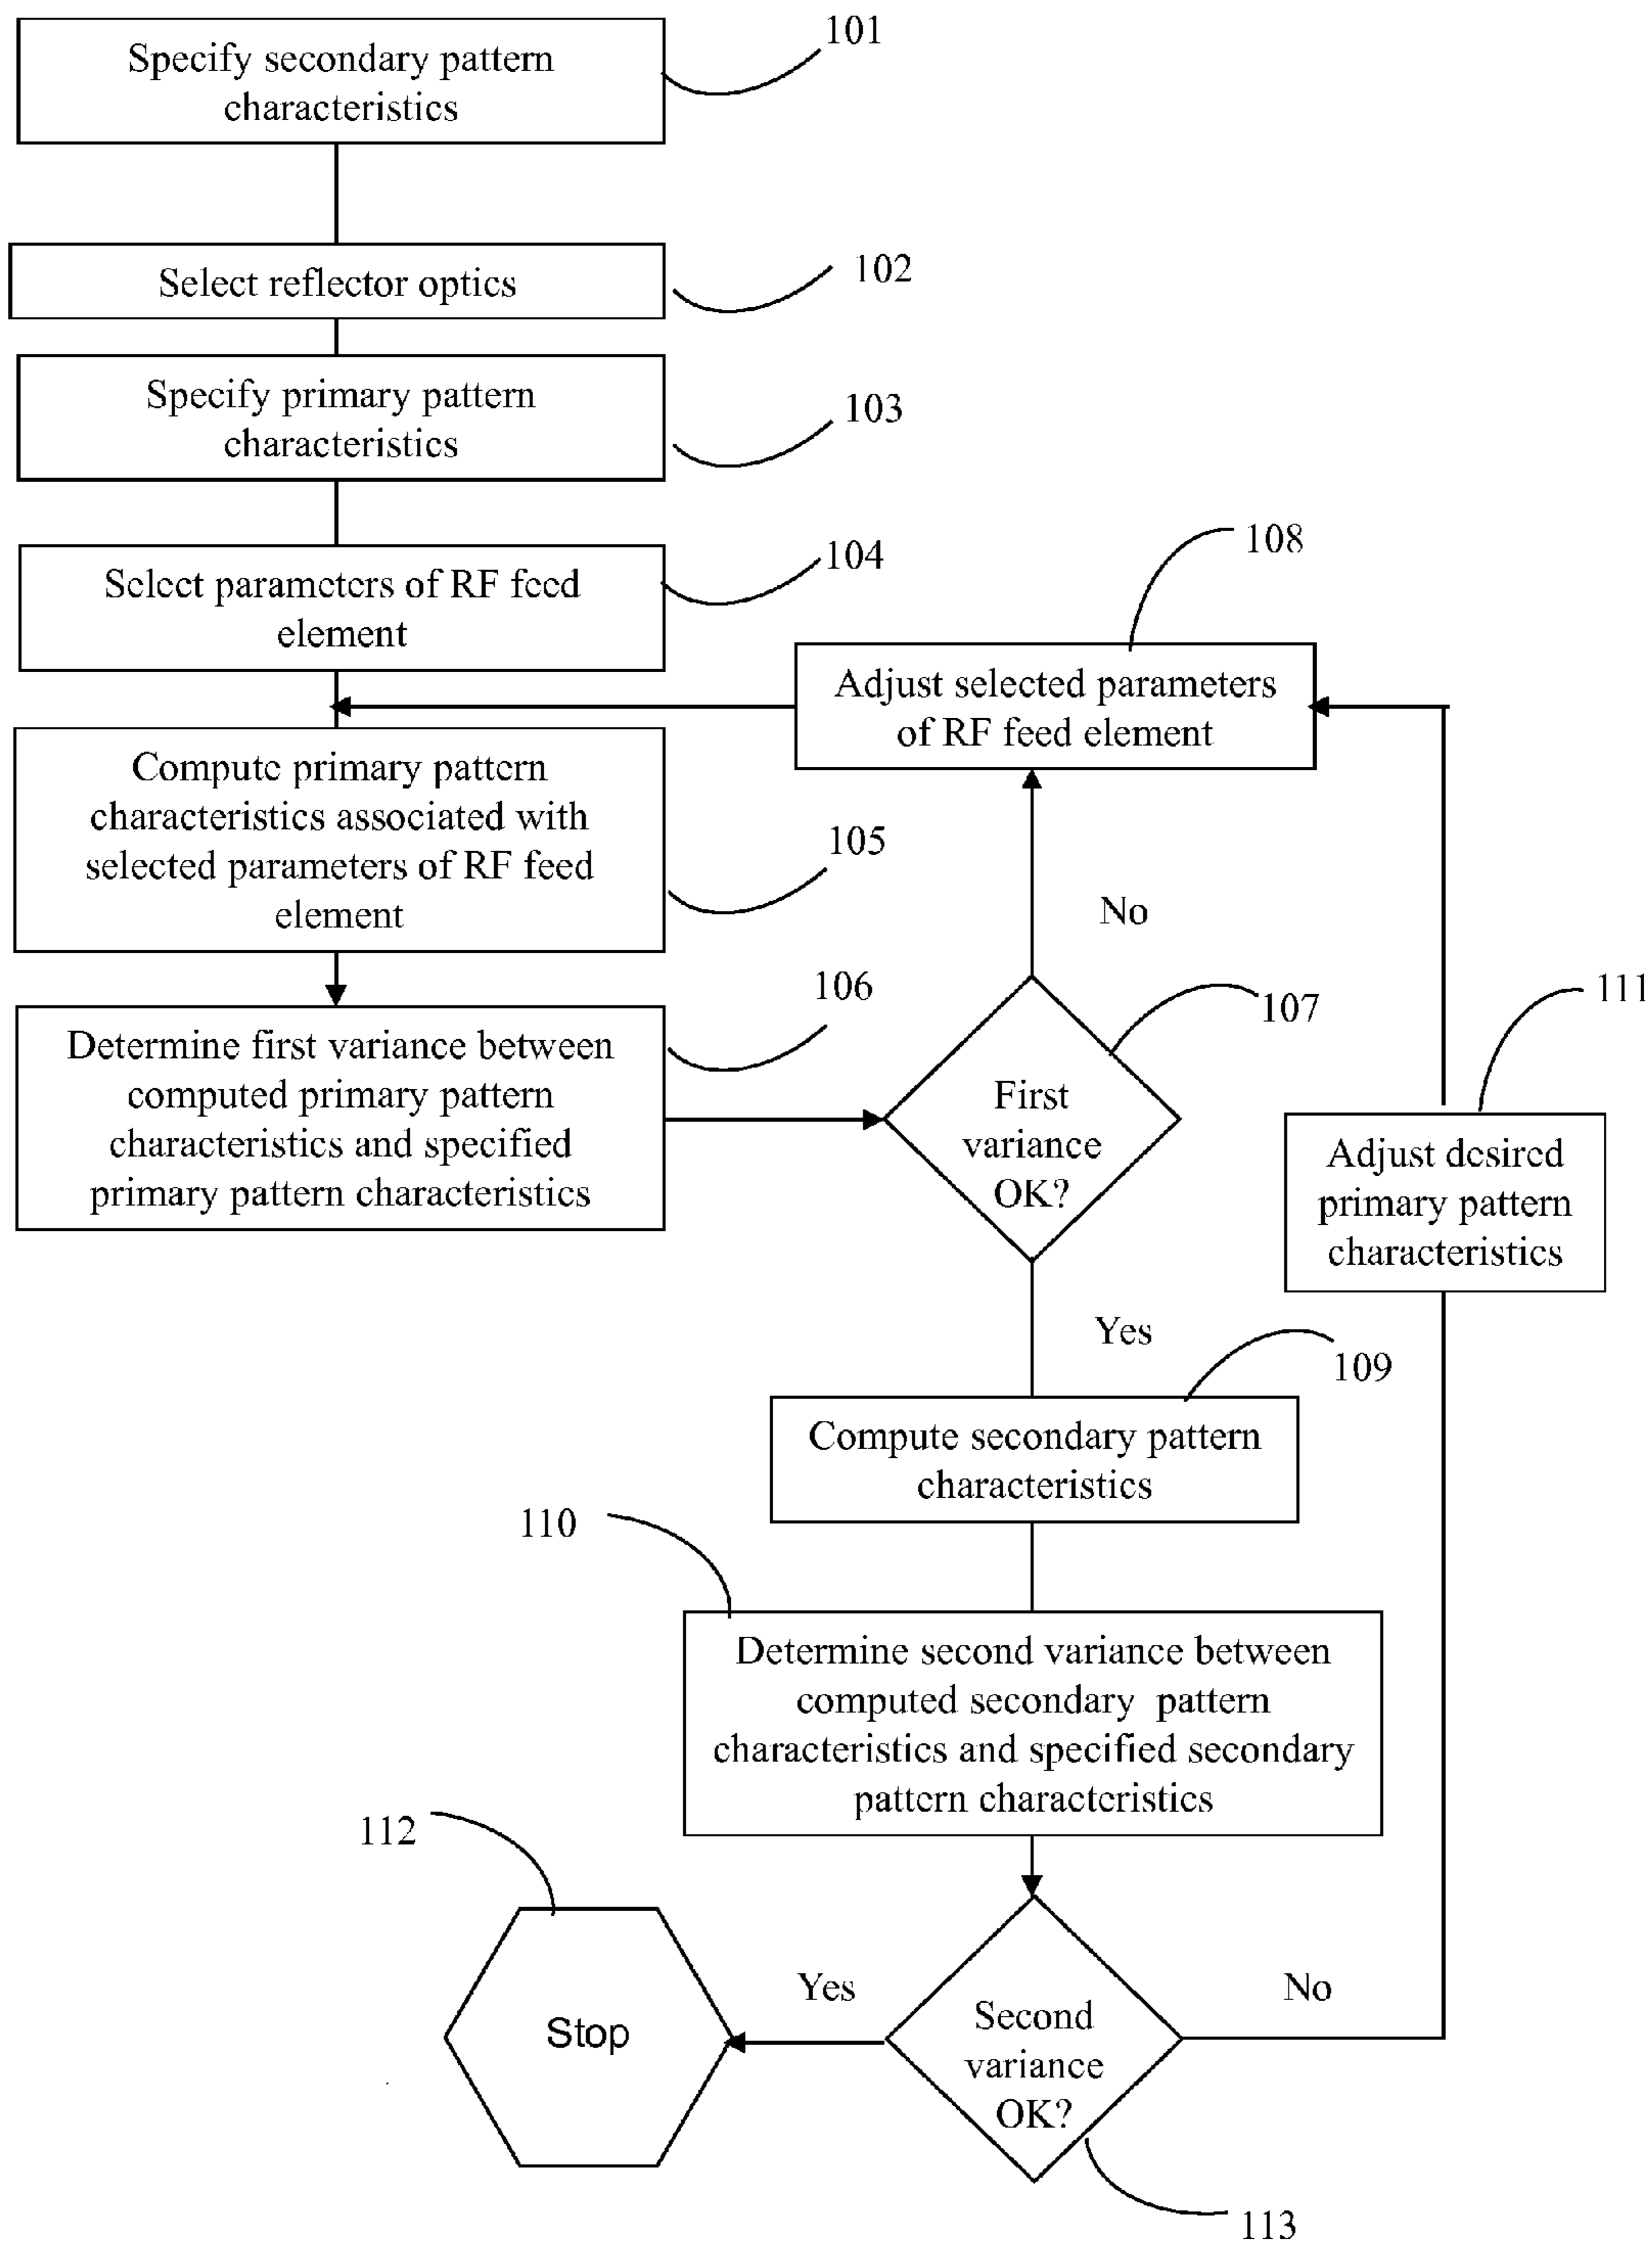 Specify secondary pattern
characteristics
101
Select reflector optics
102
Specify primary pattern
characteristics
103
Select parameters of RF feed
element
104
Adjust selected parameters
of RF feed element
108
Compute primary pattern
characteristics associated with
selected parameters of RF feed
element
105
No
Determine first variance between
computed primary pattern
characteristics and specified
primary pattern characteristics
106
First
variance
OK?
107
Adjust desired
primary pattern
characteristics
111
Yes
Compute secondary pattern
characteristics
109
110
Determine second variance between
computed secondary pattern
characteristics and specified secondary
pattern characteristics
112
Stop
Yes
Second
variance
OK?
No
113